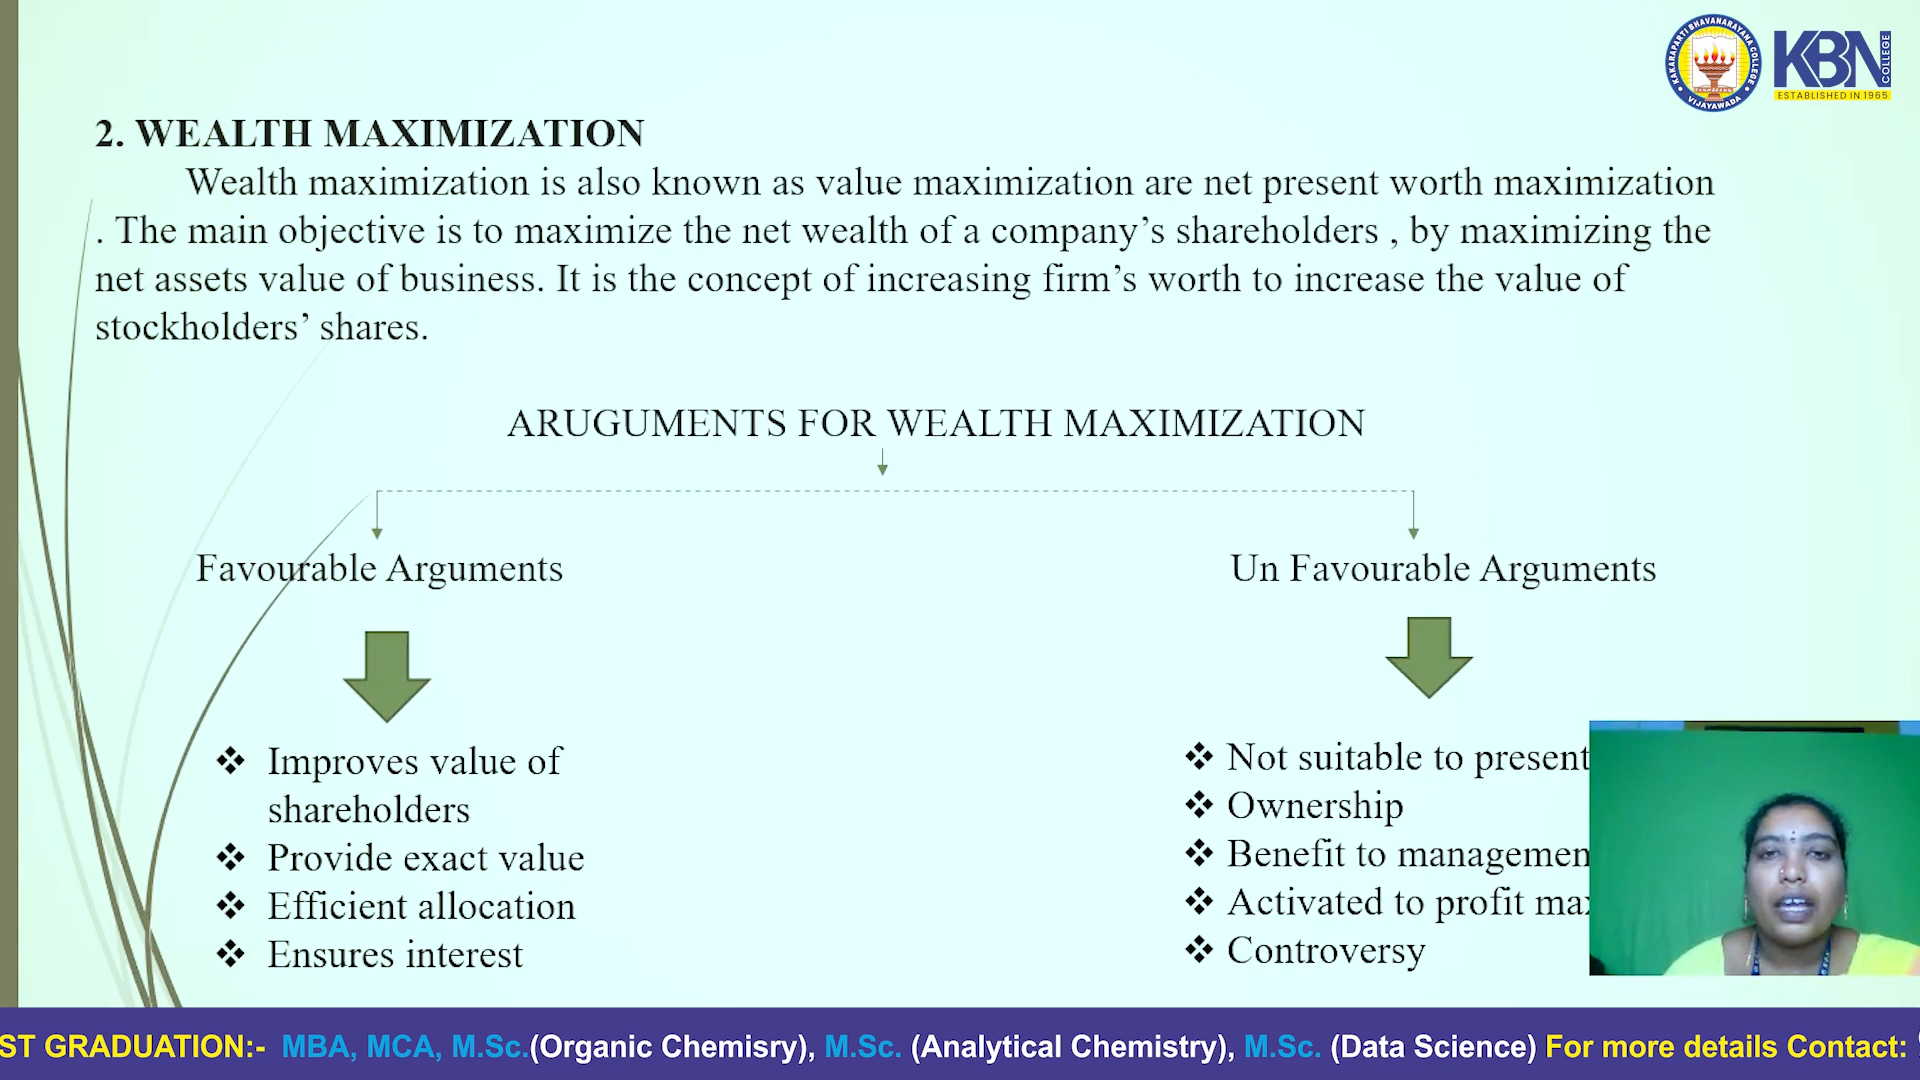 KAKARAPARTI BHAVANARAYANA COLLEGE
VIJAYAWADA
KBN
COLLEGE
ESTABLISHED IN 1965
2. WEALTH MAXIMIZATION
Wealth maximization is also known as value maximization are net present worth maximization
. The main objective is to maximize the net wealth of a company’s shareholders , by maximizing the
net assets value of business. It is the concept of increasing firm’s worth to increase the value of
stockholders’ shares.
ARUGUMENTS FOR WEALTH MAXIMIZATION
Favourable Arguments
Un Favourable Arguments
❖ Improves value of
shareholders
❖ Provide exact value
❖ Efficient allocation
❖ Ensures interest
❖ Not suitable to present
❖ Ownership
❖ Benefit to managemen
❖ Activated to profit max
❖ Controversy
ST GRADUATION:- MBA, MCA, M.Sc.(Organic Chemisry), M.Sc. (Analytical Chemistry), M.Sc. (Data Science) For more details Contact: